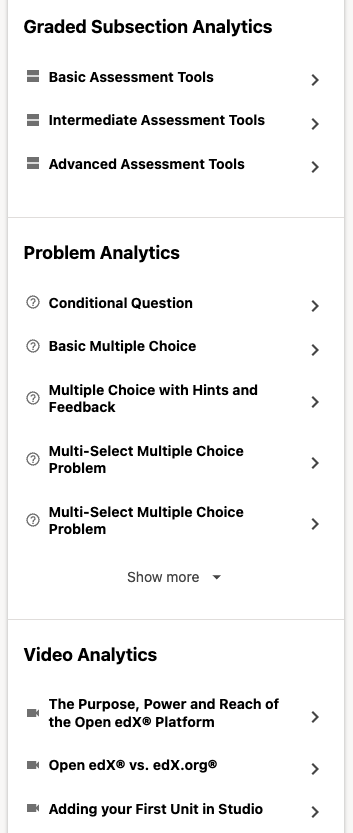 Graded Subsection Analytics
Basic Assessment Tools
Intermediate Assessment Tools
Advanced Assessment Tools
Problem Analytics
Conditional Question
Basic Multiple Choice
Multiple Choice with Hints and
Feedback
Multi-Select Multiple Choice
Problem
Multi-Select Multiple Choice
Problem
Show more
Video Analytics
The Purpose, Power and Reach of
the Open edX® Platform
Open edX® vs. edX.org®
Adding your First Unit in Studio